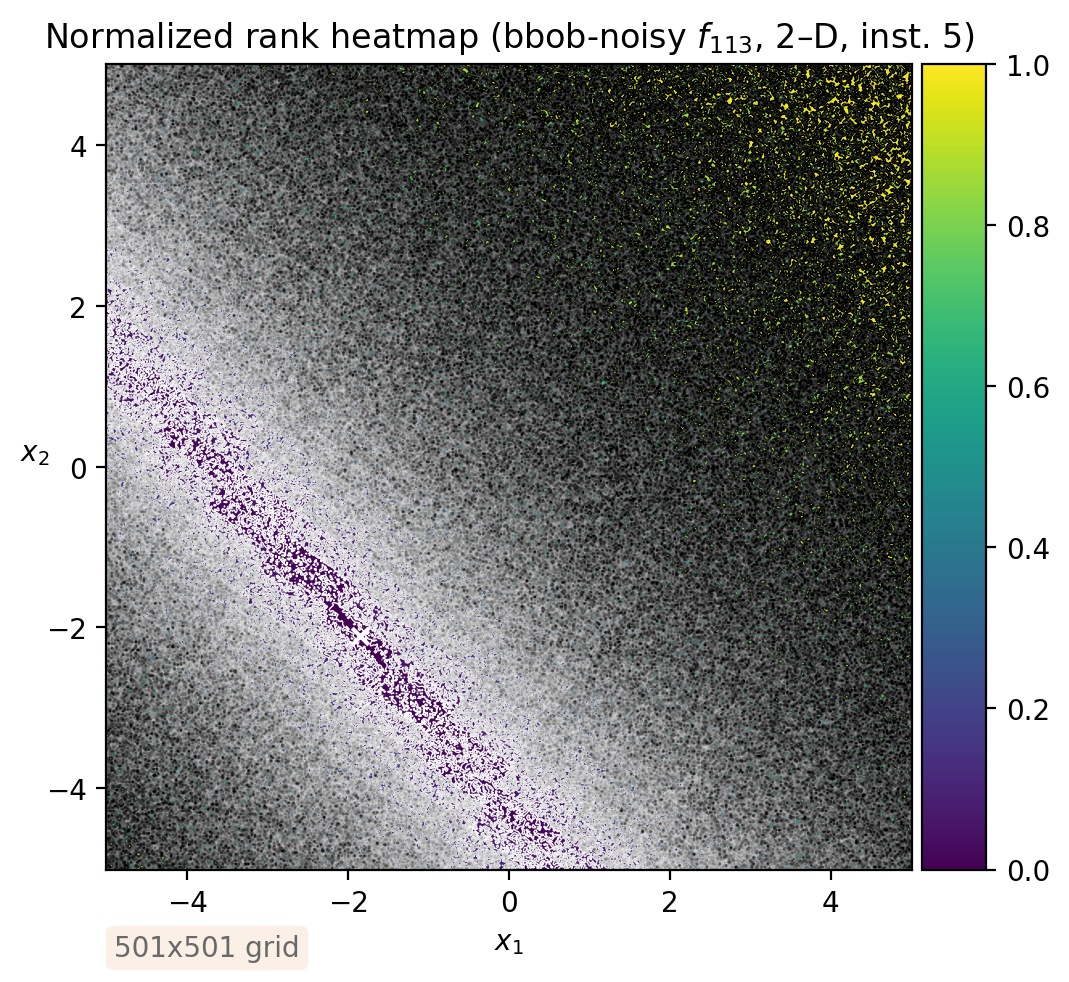 Normalized rank heatmap (bbob-noisy f₁₁₃, 2–D, inst. 5)
1.0
0.8
0.6
0.4
0.2
0.0
4
2
x₂ 0
−2
−4
−4 −2 0 2 4
x₁
501x501 grid